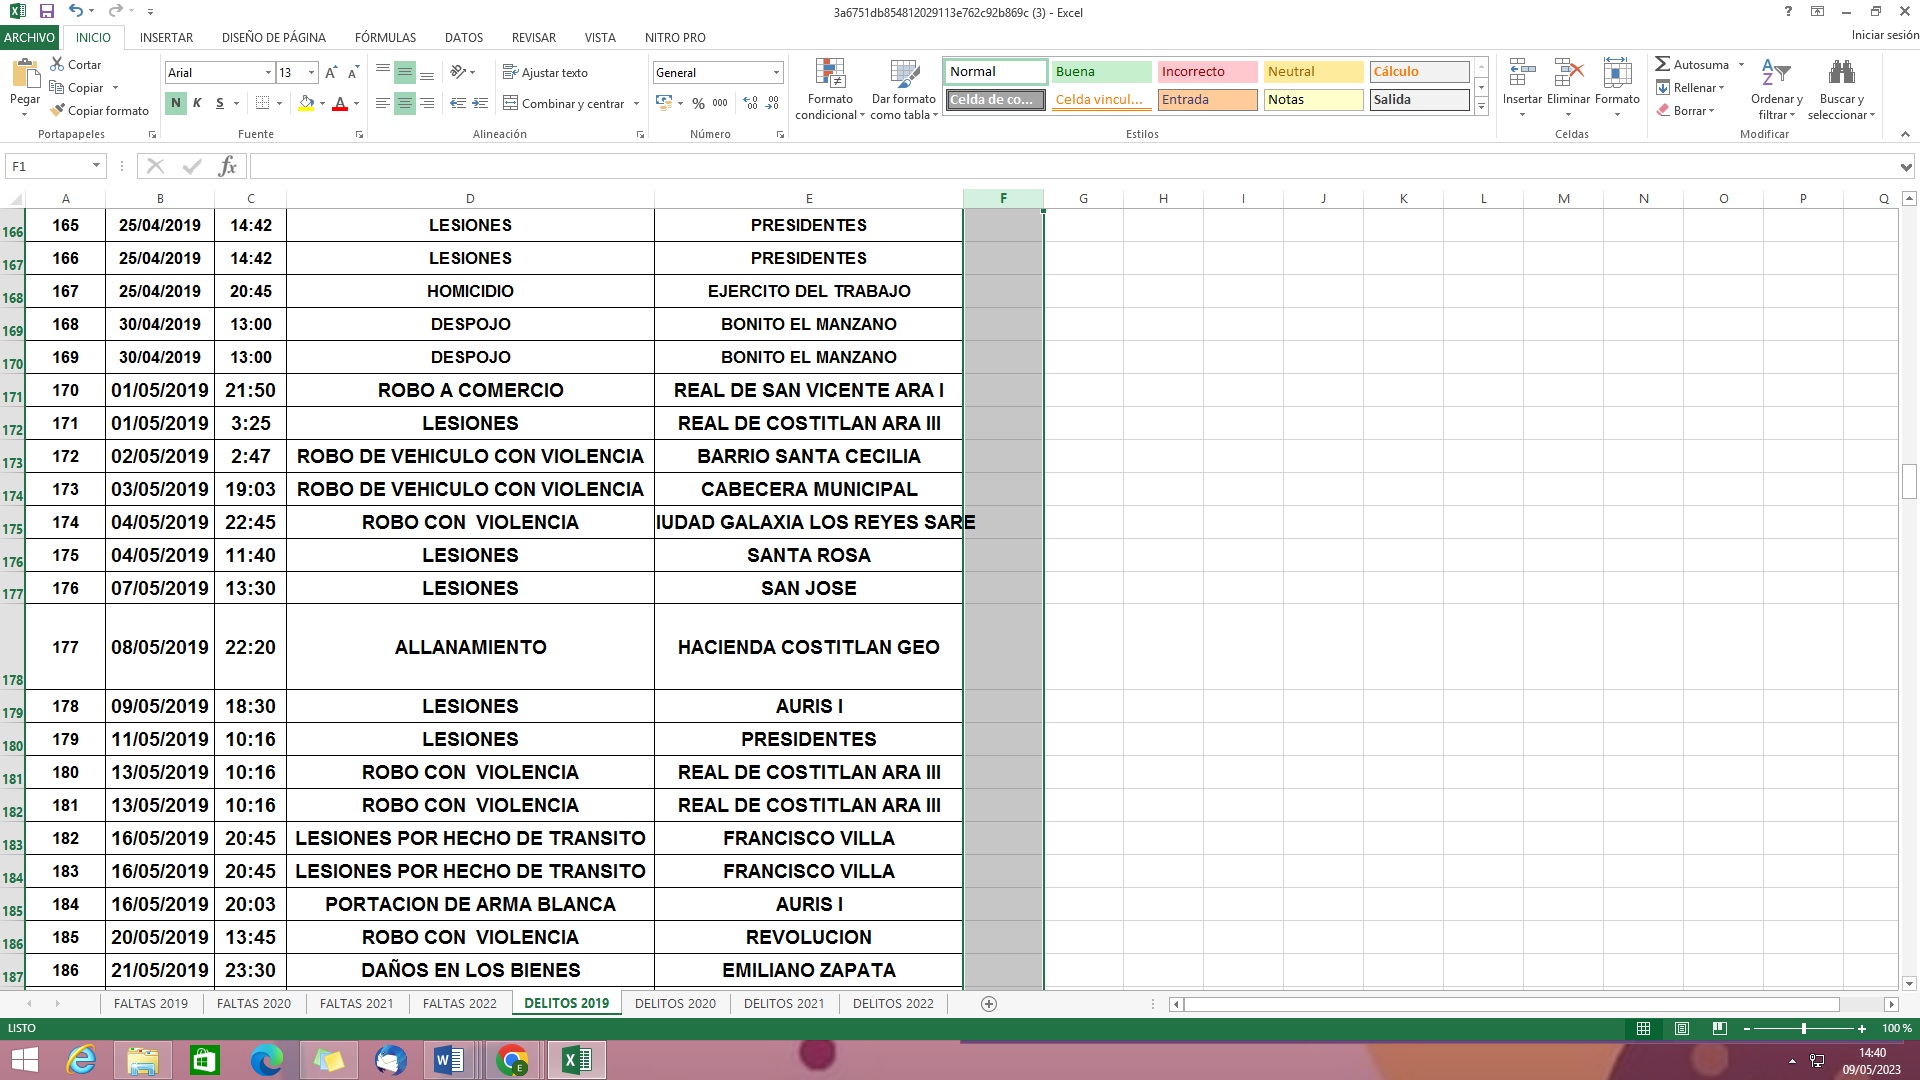 3a6751db854812029113e762c92b869c (3) - Excel
ARCHIVO INICIO INSERTAR DISEÑO DE PÁGINA FÓRMULAS DATOS REVISAR VISTA NITRO PRO Iniciar sesión
Pegar Cortar Copiar Copiar formato Portapapeles
Arial 13 N K S Fuente
Ajustar texto Combinar y centrar Alineación
General % 000 Número
Formato condicional Dar formato como tabla
Normal Buena Incorrecto Neutral Cálculo
Celda de co... Celda vincul... Entrada Notas Salida
Estilos
Insertar Eliminar Formato Celdas
Autosuma Rellenar Borrar Ordenar y filtrar Buscar y seleccionar Modificar
F1 fx
A B C D E F G H I J K L M N O P Q
166 165 25/04/2019 14:42 LESIONES PRESIDENTES
167 166 25/04/2019 14:42 LESIONES PRESIDENTES
168 167 25/04/2019 20:45 HOMICIDIO EJERCITO DEL TRABAJO
169 168 30/04/2019 13:00 DESPOJO BONITO EL MANZANO
170 169 30/04/2019 13:00 DESPOJO BONITO EL MANZANO
171 170 01/05/2019 21:50 ROBO A COMERCIO REAL DE SAN VICENTE ARA I
172 171 01/05/2019 3:25 LESIONES REAL DE COSTITLAN ARA III
173 172 02/05/2019 2:47 ROBO DE VEHICULO CON VIOLENCIA BARRIO SANTA CECILIA
174 173 03/05/2019 19:03 ROBO DE VEHICULO CON VIOLENCIA CABECERA MUNICIPAL
175 174 04/05/2019 22:45 ROBO CON VIOLENCIA IUDAD GALAXIA LOS REYES SARE
176 175 04/05/2019 11:40 LESIONES SANTA ROSA
177 176 07/05/2019 13:30 LESIONES SAN JOSE
178 177 08/05/2019 22:20 ALLANAMIENTO HACIENDA COSTITLAN GEO
179 178 09/05/2019 18:30 LESIONES AURIS I
180 179 11/05/2019 10:16 LESIONES PRESIDENTES
181 180 13/05/2019 10:16 ROBO CON VIOLENCIA REAL DE COSTITLAN ARA III
182 181 13/05/2019 10:16 ROBO CON VIOLENCIA REAL DE COSTITLAN ARA III
183 182 16/05/2019 20:45 LESIONES POR HECHO DE TRANSITO FRANCISCO VILLA
184 183 16/05/2019 20:45 LESIONES POR HECHO DE TRANSITO FRANCISCO VILLA
185 184 16/05/2019 20:03 PORTACION DE ARMA BLANCA AURIS I
186 185 20/05/2019 13:45 ROBO CON VIOLENCIA REVOLUCION
187 186 21/05/2019 23:30 DAÑOS EN LOS BIENES EMILIANO ZAPATA
FALTAS 2019 FALTAS 2020 FALTAS 2021 FALTAS 2022 DELITOS 2019 DELITOS 2020 DELITOS 2021 DELITOS 2022
LISTO 100 %
14:40
09/05/2023